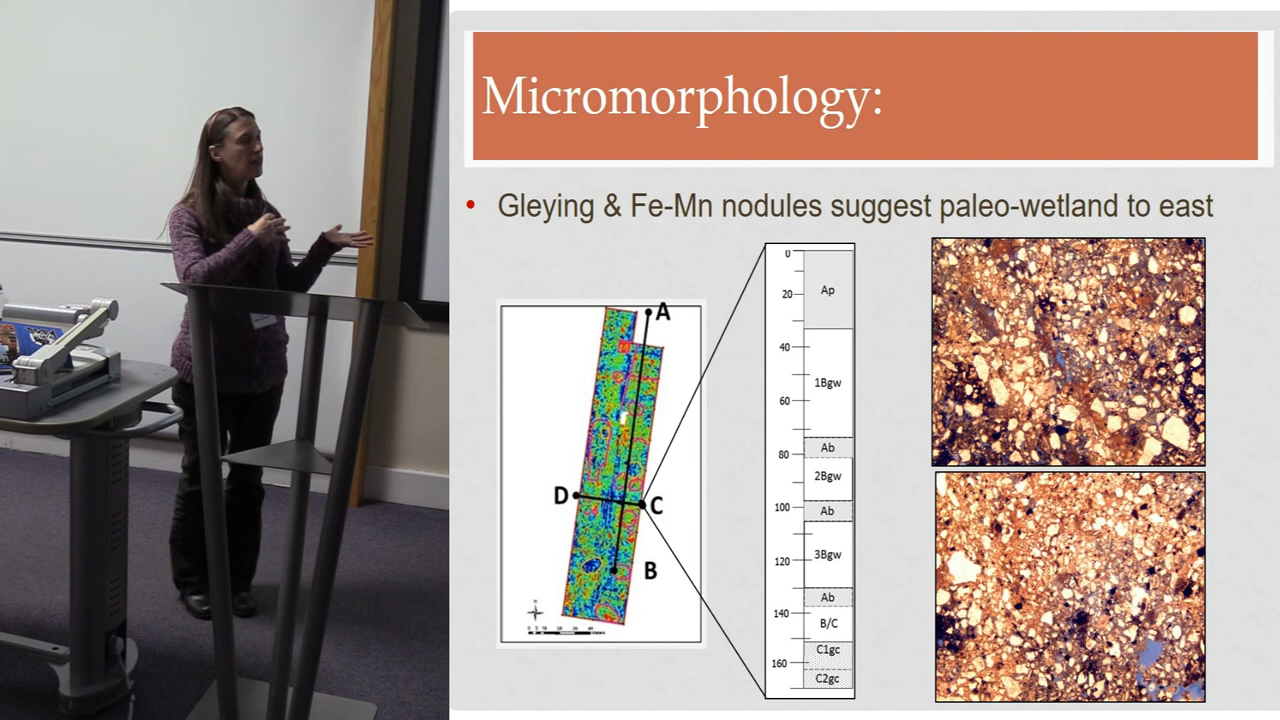 Micromorphology:
• Gleying & Fe-Mn nodules suggest paleo-wetland to east
A
D
C
B
0
20
40
60
80
100
120
140
160
Ap
1Bgw
Ab
2Bgw
Ab
3Bgw
Ab
B/C
C1gc
C2gc